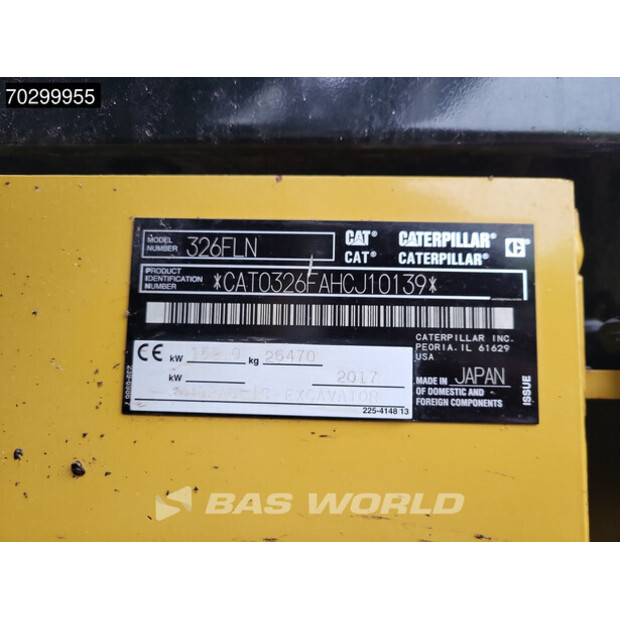 70299955
MODEL NUMBER 326FLN CAT® CATERPILLAR®
CAT® CATERPILLAR®
PRODUCT IDENTIFICATION NUMBER *CAT0326FAHCJ10139*
CATERPILLAR INC.
PEORIA, IL 61629
USA
CE kW kg 26470
kW 2017
EXCAVATOR
225-4148 13
MADE IN JAPAN
OF DOMESTIC AND
FOREIGN COMPONENTS
ISSUE
BAS WORLD